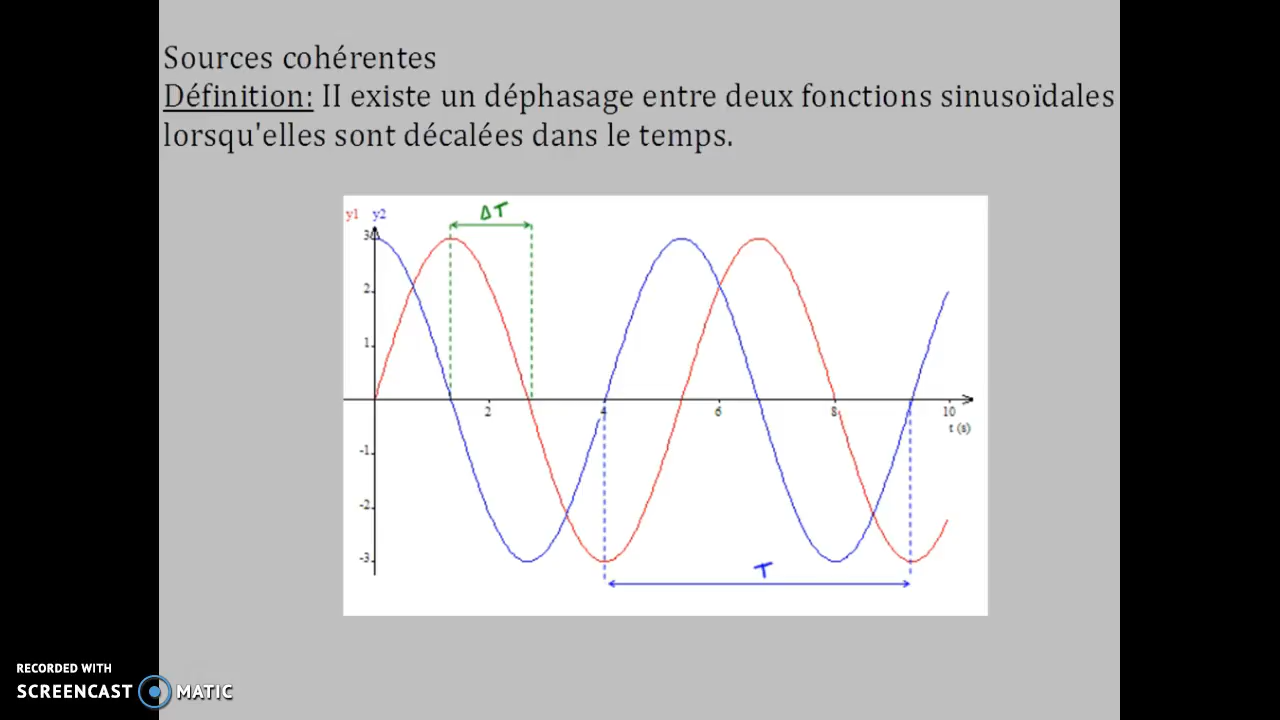 Sources cohérentes
Définition: II existe un déphasage entre deux fonctions sinusoïdales
lorsqu'elles sont décalées dans le temps.
ΔT
y1 y2
3
2
1
2 4 6 8 10
t (s)
-1
-2
-3
T
RECORDED WITH
SCREENCAST MATIC